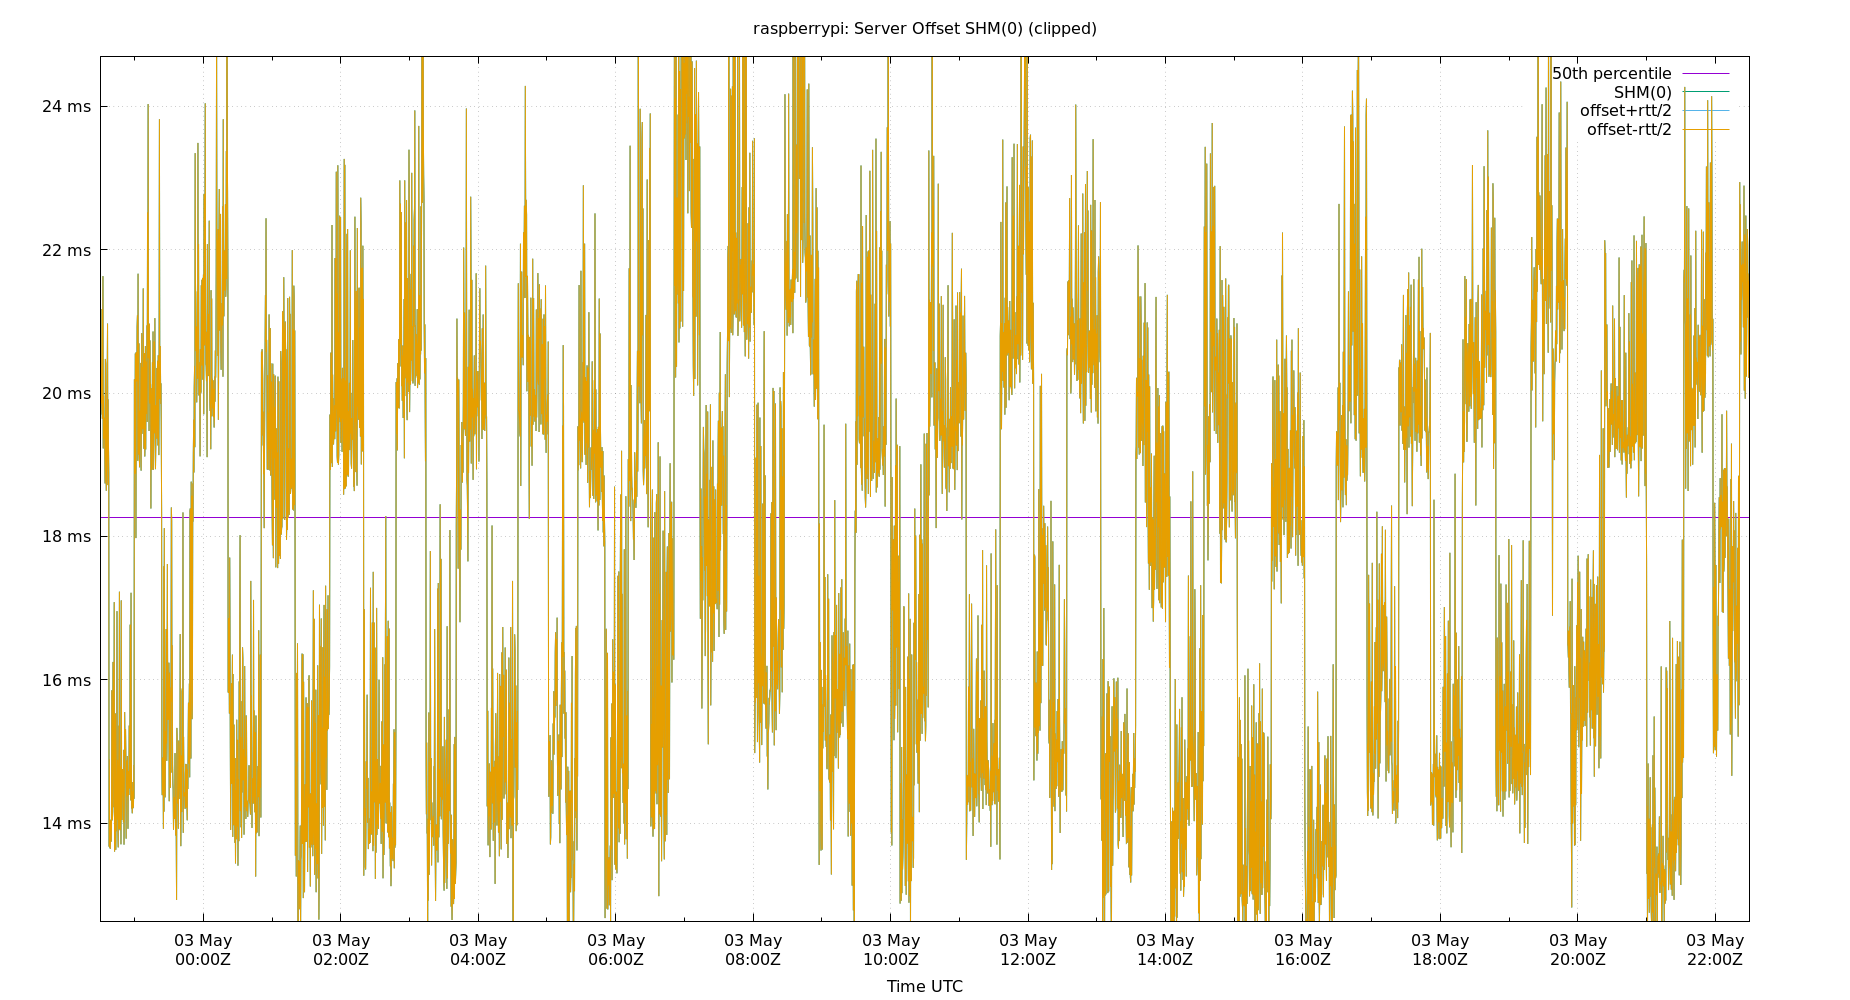 raspberrypi: Server Offset SHM(0) (clipped)
50th percentile
SHM(0)
offset+rtt/2
offset-rtt/2
24 ms
22 ms
20 ms
18 ms
16 ms
14 ms
03 May 03 May 03 May 03 May 03 May 03 May 03 May 03 May 03 May 03 May 03 May 03 May
00:00Z 02:00Z 04:00Z 06:00Z 08:00Z 10:00Z 12:00Z 14:00Z 16:00Z 18:00Z 20:00Z 22:00Z
Time UTC